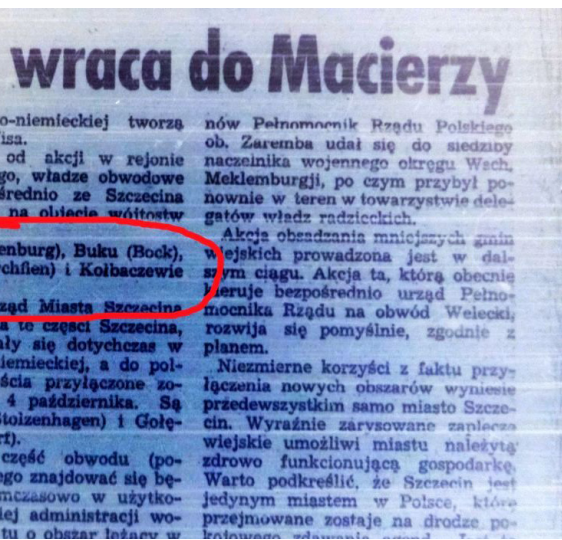 wraca do Macierzy
o-niemieckiej tworzą
isa.
od akcji w rejonie
go, władze obwodowe
średnio ze Szczecina
na objęcie wójtostw
enburg), Buku (Bock),
chflen) i Kołbaczewie
ząd Miasta Szczecina
a te części Szczecina,
ały się dotychczas w
iemieckiej, a do pol-
ścia przyłączone zo-
4 października. Są
Stolzenhagen) i Golę-
rf).
część obwodu (po-
ego znajdować się bę-
mczasowo w użytko-
iej administracji wo-
tu o obszar leżący w
nów Pełnomocnik Rządu Polskiego
ob. Zaremba udał się do siedziby
naczelnika wojennego okręgu Wsch.
Meklemburgji, po czym przybył po-
nownie w teren w towarzystwie dele-
gatów władz radzieckich.
Akcja obsadzania mniejszych gmin
wiejskich prowadzona jest w dal-
szym ciągu. Akcja ta, którą obecnie
kieruje bezpośrednio urząd Pełno-
mocnika Rządu na obwód Welecki,
rozwija się pomyślnie, zgodnie z
planem.
Niezmierne korzyści z faktu przy-
łączenia nowych obszarów wyniesie
przedewszystkim samo miasto Szcze-
cin. Wyraźnie zarysowane zaplecze
wiejskie umożliwi miastu należytą
zdrowo funkcjonującą gospodarkę.
Warto podkreślić, że Szczecin jest
jedynym miastem w Polsce, które
przejmowane zostaje na drodze po-
kojowego zdawania agend.